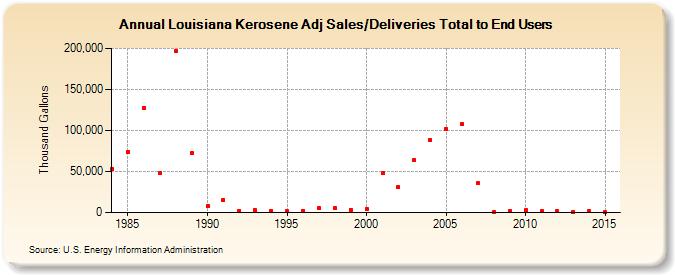 Annual Louisiana Kerosene Adj Sales/Deliveries Total to End Users
Thousand Gallons
200,000
150,000
100,000
50,000
0
1985 1990 1995 2000 2005 2010 2015
Source: U.S. Energy Information Administration